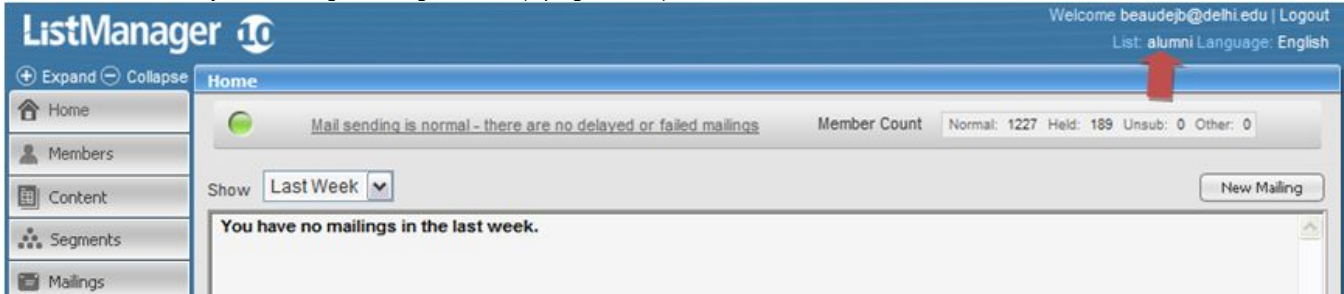 ListManager 10
Welcome beaudejb@delhi.edu | Logout
List: alumni Language: English
Expand Collapse
Home
Home
Mail sending is normal - there are no delayed or failed mailings
Member Count
Normal: 1227 Held: 189 Unsub: 0 Other: 0
Members
Content
Show Last Week
New Mailing
Segments
You have no mailings in the last week.
Mailings